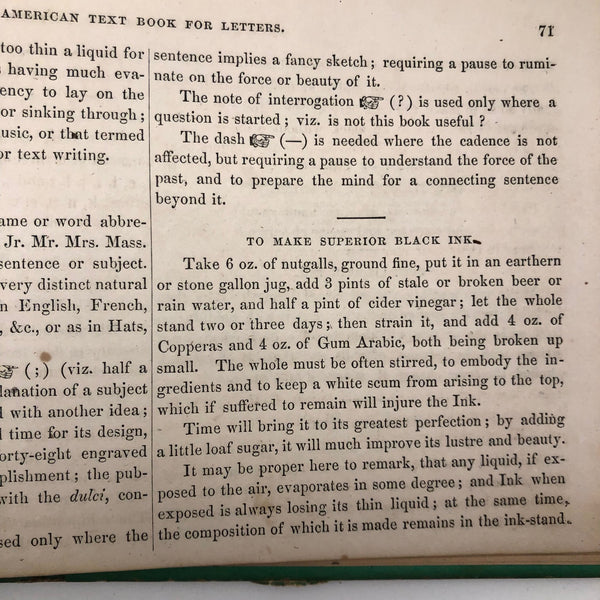 AMERICAN TEXT BOOK FOR LETTERS.
71
too thin a liquid for
having much eva-
ency to lay on the
or sinking through ;
usic, or that termed
or text writing.
ame or word abbre-
Jr. Mr. Mrs. Mass.
sentence or subject.
very distinct natural
n English, French,
, &c., or as in Hats,
☞ (;) (viz. half a
lanation of a subject
d with another idea ;
l time for its design,
orty-eight engraved
plishment ; the pub-
with the dulci, con-
sed only where the
sentence implies a fancy sketch ; requiring a pause to rumi-
nate on the force or beauty of it.
The note of interrogation ☞ (?) is used only where a
question is started ; viz. is not this book useful ?
The dash ☞ (—) is needed where the cadence is not
affected, but requiring a pause to understand the force of the
past, and to prepare the mind for a connecting sentence
beyond it.
TO MAKE SUPERIOR BLACK INK.
Take 6 oz. of nutgalls, ground fine, put it in an earthern
or stone gallon jug, add 3 pints of stale or broken beer or
rain water, and half a pint of cider vinegar ; let the whole
stand two or three days ; then strain it, and add 4 oz. of
Copperas and 4 oz. of Gum Arabic, both being broken up
small. The whole must be often stirred, to embody the in-
gredients and to keep a white scum from arising to the top,
which if suffered to remain will injure the Ink.
Time will bring it to its greatest perfection ; by adding
a little loaf sugar, it will much improve its lustre and beauty.
It may be proper here to remark, that any liquid, if ex-
posed to the air, evaporates in some degree ; and Ink when
exposed is always losing its thin liquid ; at the same time,
the composition of which it is made remains in the ink-stand.